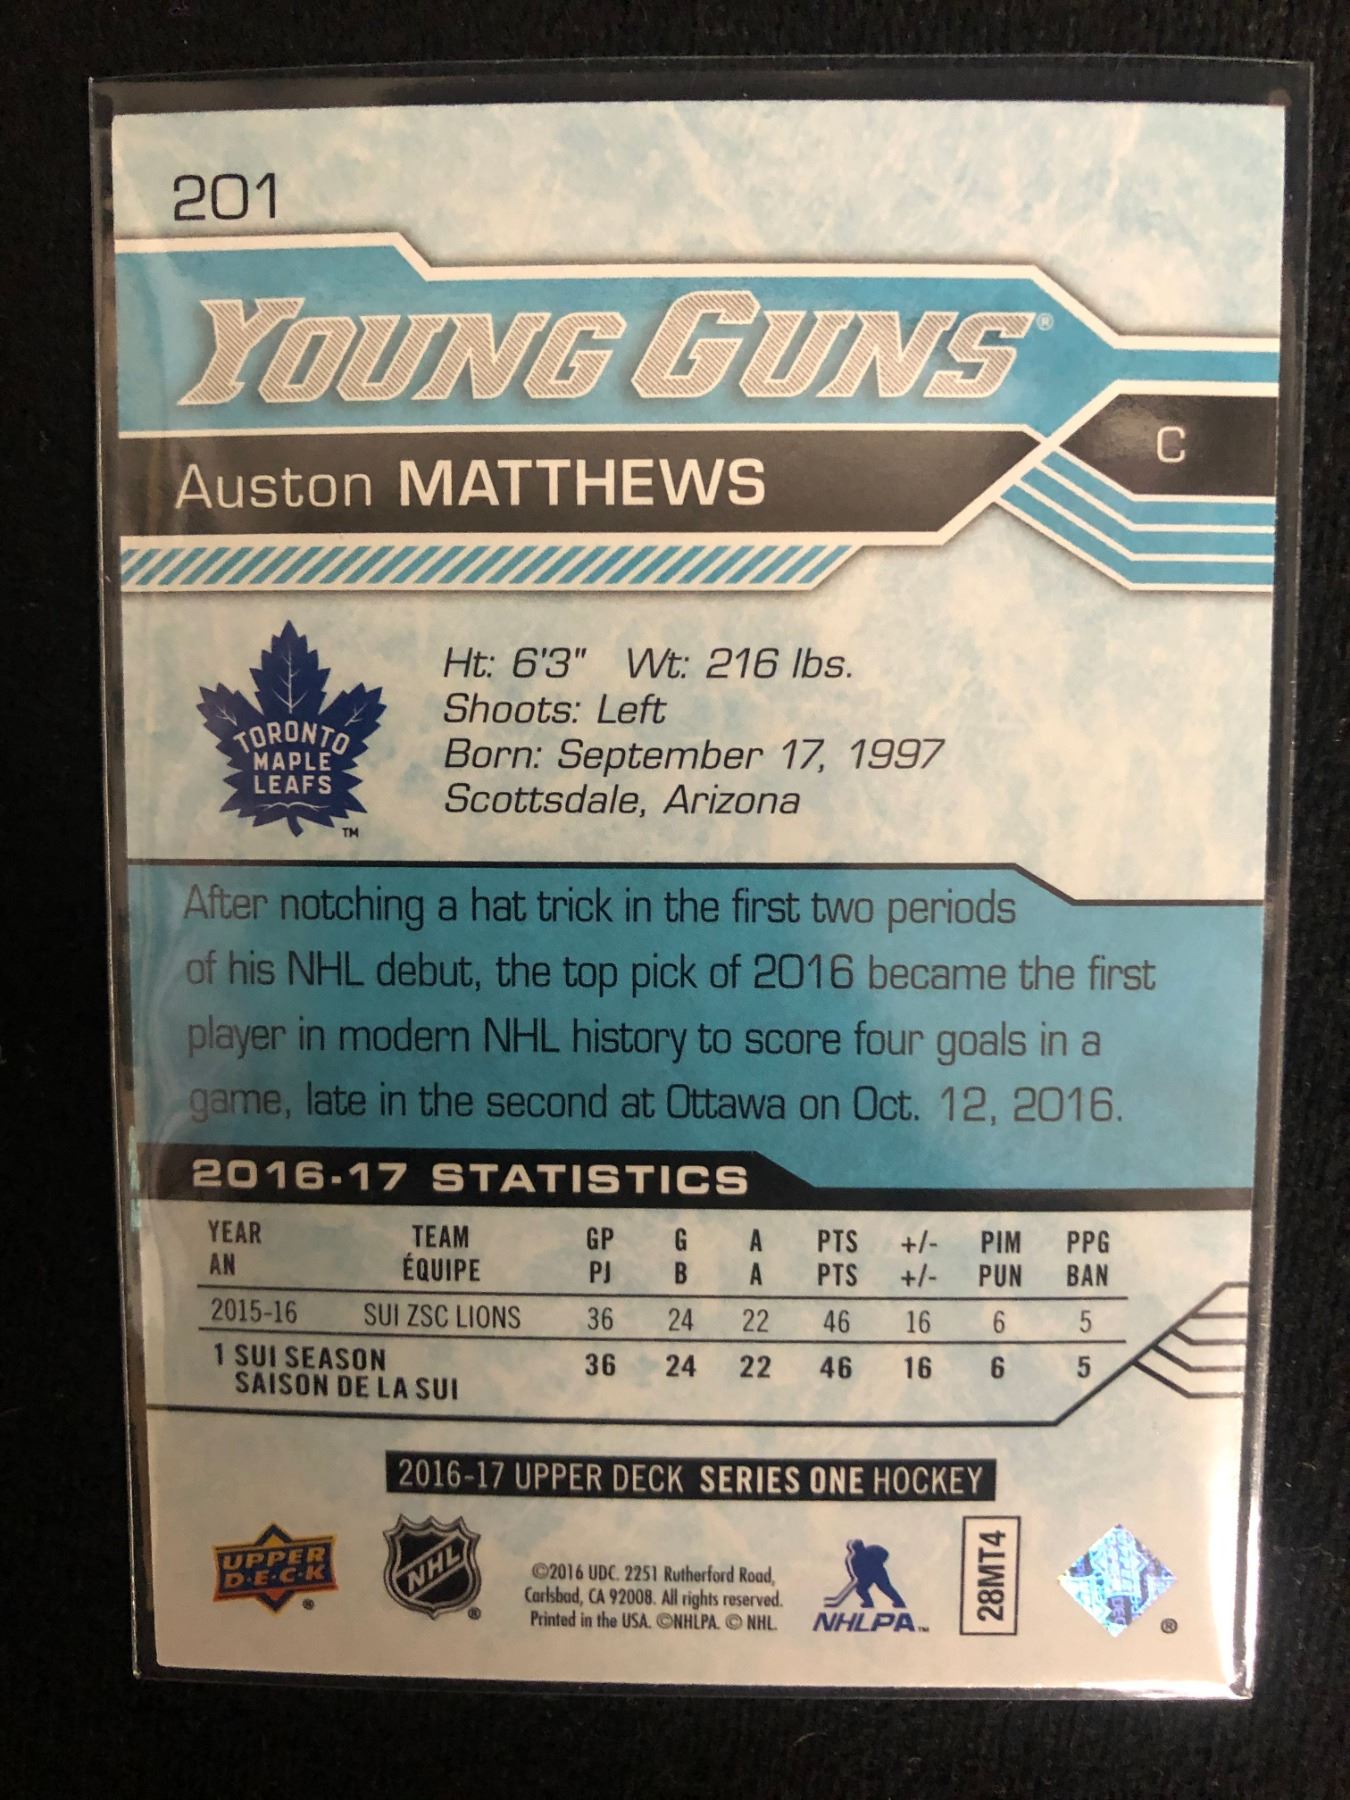 201
YOUNG GUNS®
C
Auston MATTHEWS
TORONTO
MAPLE
LEAFS
TM
Ht: 6'3" Wt: 216 lbs.
Shoots: Left
Born: September 17, 1997
Scottsdale, Arizona
After notching a hat trick in the first two periods
of his NHL debut, the top pick of 2016 became the first
player in modern NHL history to score four goals in a
game, late in the second at Ottawa on Oct. 12, 2016.
2016-17 STATISTICS
YEAR TEAM GP G A PTS +/- PIM PPG
AN ÉQUIPE PJ B A PTS +/- PUN BAN
2015-16 SUI ZSC LIONS 36 24 22 46 16 6 5
1 SUI SEASON 36 24 22 46 16 6 5
SAISON DE LA SUI
2016-17 UPPER DECK SERIES ONE HOCKEY
UPPER
D·E·C·K
®
NHL
®
©2016 UDC. 2251 Rutherford Road,
Carlsbad, CA 92008. All rights reserved.
Printed in the USA. ©NHLPA. © NHL.
NHLPA™
28MT4
®